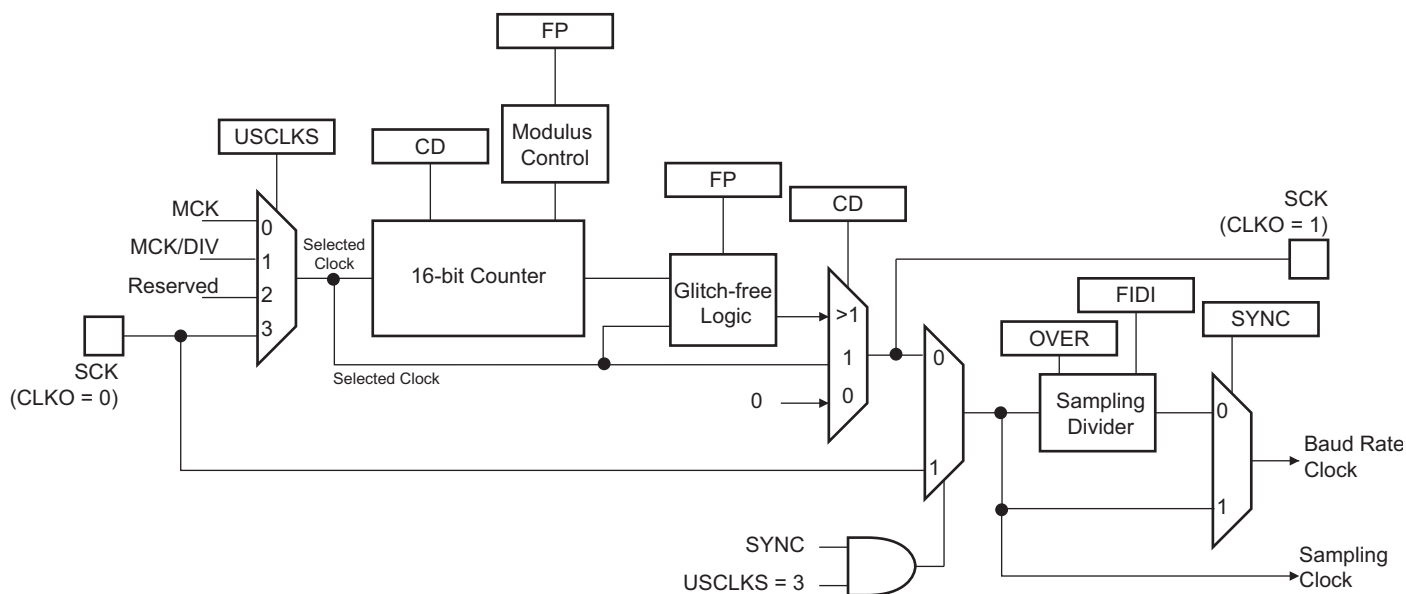 FP
USCLKS
CD
Modulus
Control
FP
CD
SCK
(CLKO = 1)
MCK
0
MCK/DIV
1
Reserved
2
3
Selected
Clock
16-bit Counter
Glitch-free
Logic
>1
1
0
0
Selected Clock
SCK
(CLKO = 0)
FIDI
OVER
SYNC
0
1
Sampling
Divider
0
1
Baud Rate
Clock
SYNC
USCLKS = 3
Sampling
Clock